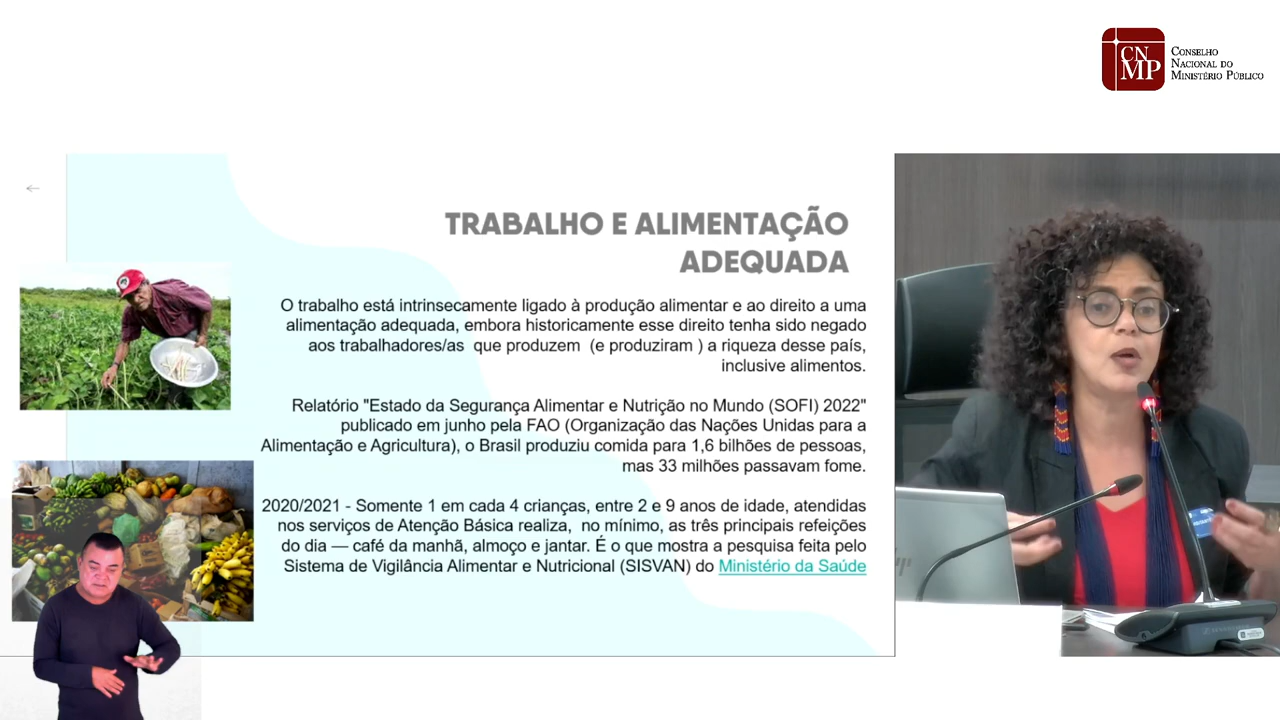 CN
MP
CONSELHO
NACIONAL DO
MINISTÉRIO PÚBLICO
TRABALHO E ALIMENTAÇÃO
ADEQUADA
O trabalho está intrinsecamente ligado à produção alimentar e ao direito a uma
alimentação adequada, embora historicamente esse direito tenha sido negado
aos trabalhadores/as que produzem (e produziram ) a riqueza desse país,
inclusive alimentos.
Relatório "Estado da Segurança Alimentar e Nutrição no Mundo (SOFI) 2022"
publicado em junho pela FAO (Organização das Nações Unidas para a
Alimentação e Agricultura), o Brasil produziu comida para 1,6 bilhões de pessoas,
mas 33 milhões passavam fome.
2020/2021 - Somente 1 em cada 4 crianças, entre 2 e 9 anos de idade, atendidas
nos serviços de Atenção Básica realiza, no mínimo, as três principais refeições
do dia — café da manhã, almoço e jantar. É o que mostra a pesquisa feita pelo
Sistema de Vigilância Alimentar e Nutricional (SISVAN) do Ministério da Saúde